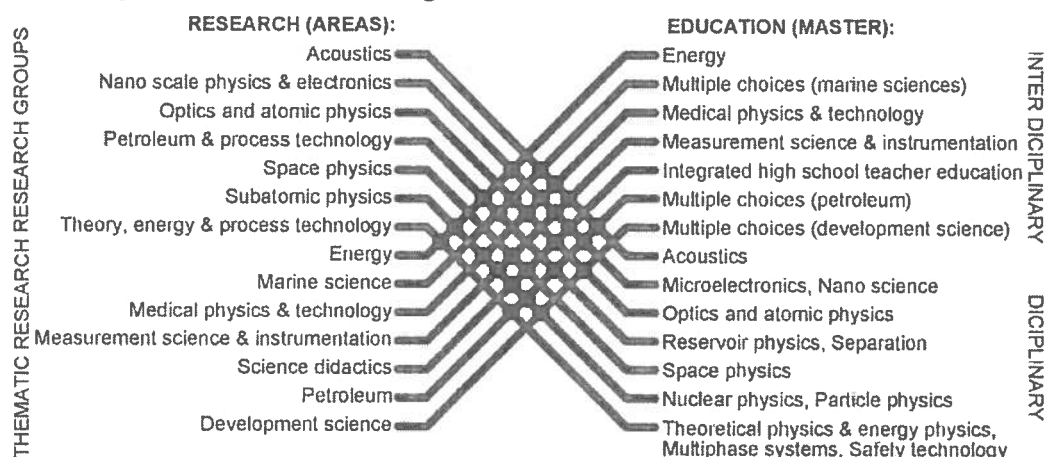 RESEARCH (AREAS):
Acoustics
Nano scale physics & electronics
Optics and atomic physics
Petroleum & process technology
Space physics
Subatomic physics
Theory, energy & process technology
Energy
Marine science
Medical physics & technology
Measurement science & instrumentation
Science didactics
Petroleum
Development science
THEMATIC RESEARCH RESEARCH GROUPS
EDUCATION (MASTER):
Energy
Multiple choices (marine sciences)
Medical physics & technology
Measurement science & instrumentation
Integrated high school teacher education
Multiple choices (petroleum)
Multiple choices (development science)
Acoustics
Microelectronics, Nano science
Optics and atomic physics
Reservoir physics, Separation
Space physics
Nuclear physics, Particle physics
Theoretical physics & energy physics,
Multiphase systems, Safely technology
INTER DICIPLINARY
DICIPLINARY